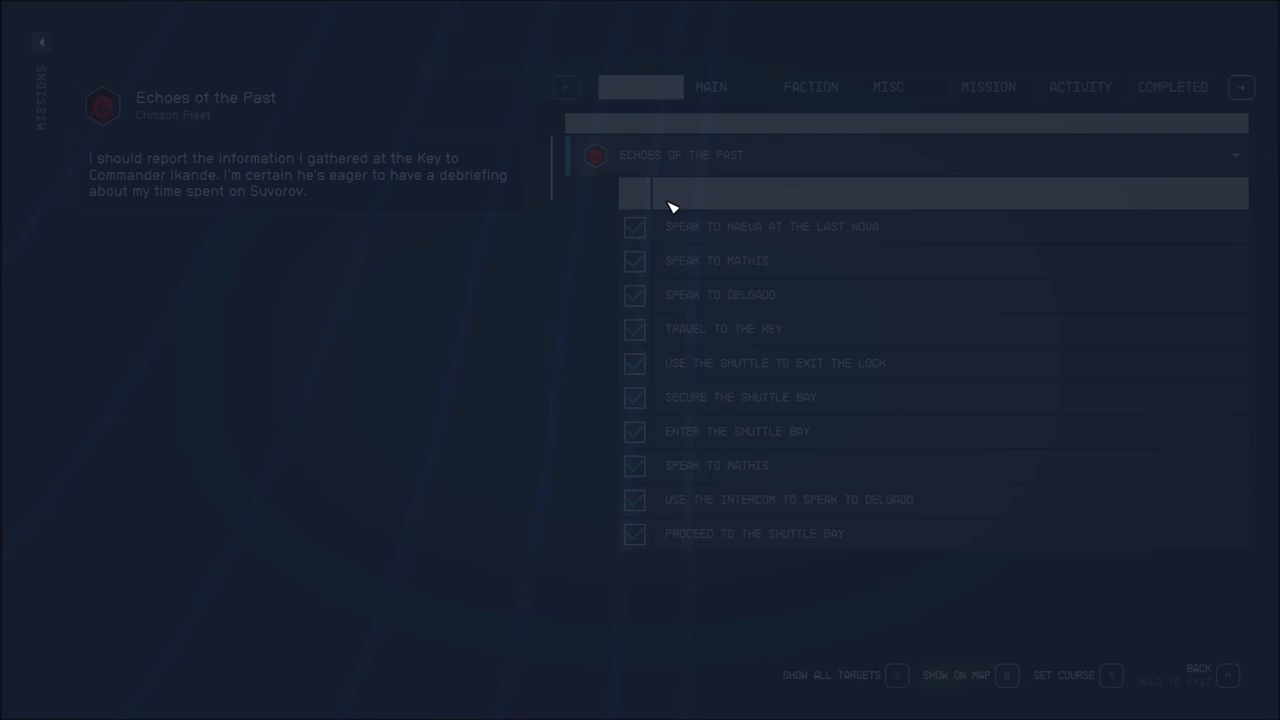 MISSIONS
Echoes of the Past
Crimson Fleet
I should report the information I gathered at the Key to
Commander Ikande. I'm certain he's eager to have a debriefing
about my time spent on Suvorov.
MAIN
FACTION
MISC
MISSION
ACTIVITY
COMPLETED
ECHOES OF THE PAST
SPEAK TO NAEVA AT THE LAST NOVA
SPEAK TO MATHIS
SPEAK TO DELGADO
TRAVEL TO THE KEY
USE THE SHUTTLE TO EXIT THE LOCK
SECURE THE SHUTTLE BAY
ENTER THE SHUTTLE BAY
SPEAK TO MATHIS
USE THE INTERCOM TO SPEAK TO DELGADO
PROCEED TO THE SHUTTLE BAY
SHOW ALL TARGETS U
SHOW ON MAP B
SET COURSE R
BACK M
HOLD TO EXIT